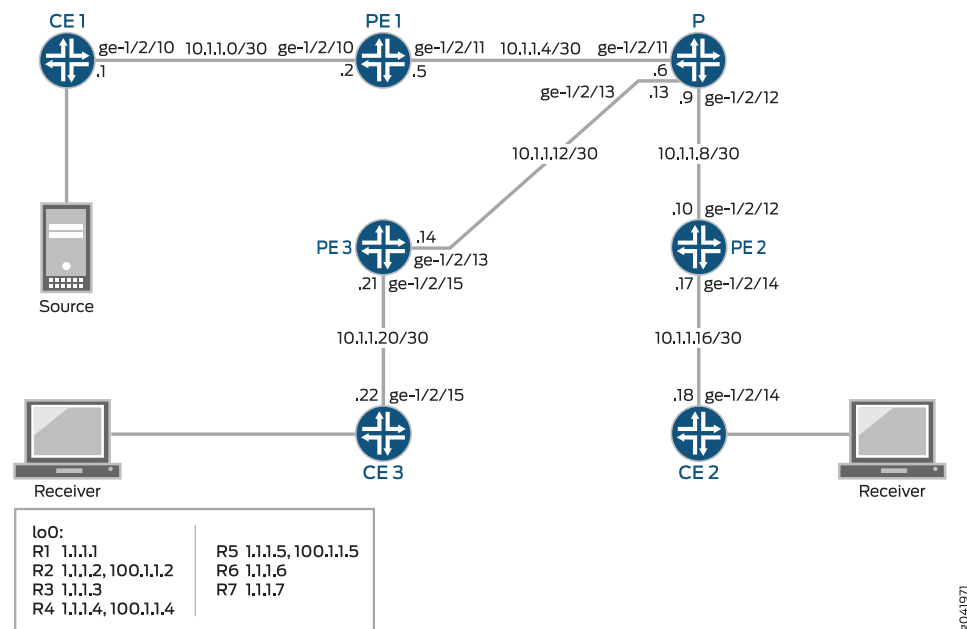 CE 1
PE 1
P
ge-1/2/10 10.1.1.0/30 ge-1/2/10
ge-1/2/11 10.1.1.4/30 ge-1/2/11
.1
.2
.5
.6
ge-1/2/13 .13
.9 ge-1/2/12
10.1.1.12/30
10.1.1.8/30
.10 ge-1/2/12
PE 3
.14
ge-1/2/13
PE 2
.21 ge-1/2/15
.17 ge-1/2/14
Source
10.1.1.20/30
10.1.1.16/30
.22 ge-1/2/15
.18 ge-1/2/14
CE 3
CE 2
Receiver
Receiver
lo0:
R1 1.1.1.1
R2 1.1.1.2, 100.1.1.2
R3 1.1.1.3
R4 1.1.1.4, 100.1.1.4
R5 1.1.1.5, 100.1.1.5
R6 1.1.1.6
R7 1.1.1.7
g041971